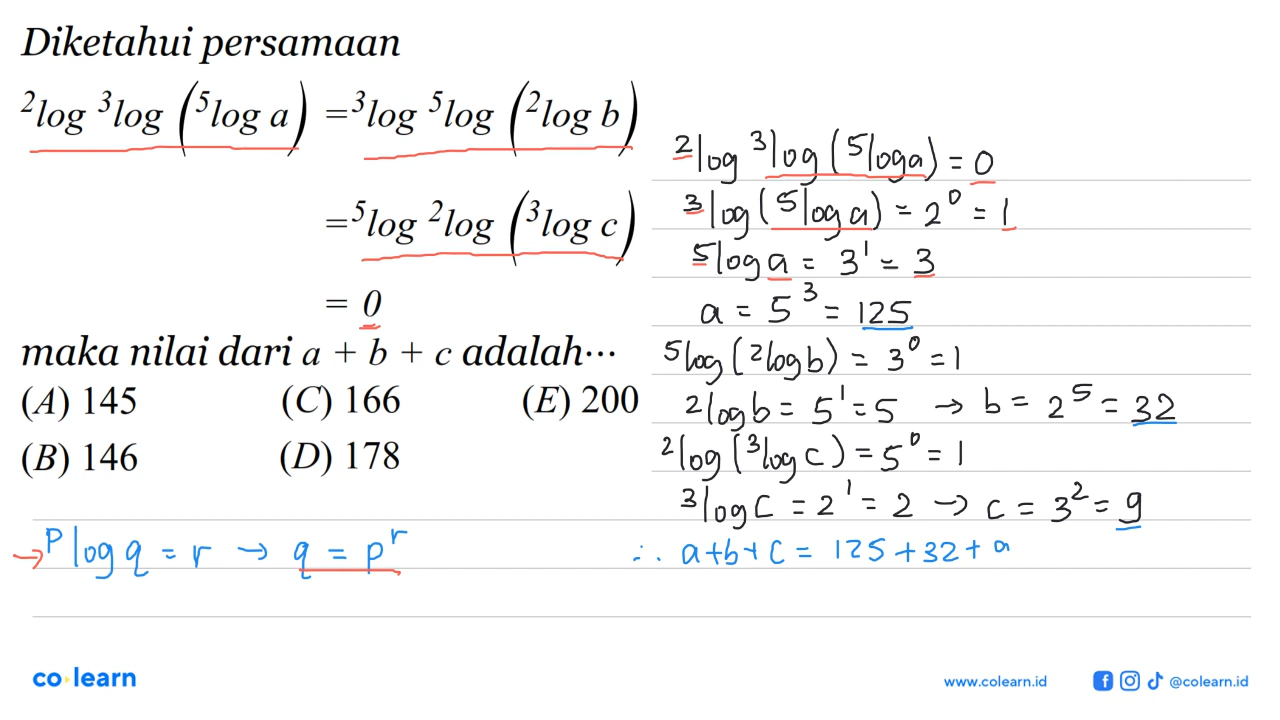 Diketahui persamaan
²log ³log (⁵log a) = ³log ⁵log (²log b)
= ⁵log ²log (³log c)
= 0
maka nilai dari a + b + c adalah...
(A) 145 (C) 166 (E) 200
(B) 146 (D) 178
²log ³log (⁵log a) = 0
³log (⁵log a) = 2⁰ = 1
⁵log a = 3¹ = 3
a = 5³ = 125
⁵log (²log b) = 3⁰ = 1
²log b = 5¹ = 5 → b = 2⁵ = 32
²log (³log c) = 5⁰ = 1
³log c = 2¹ = 2 → c = 3² = 9
→ ᵖlog q = r → q = pʳ
∴ a+b+c = 125 + 32 +
co learn
www.colearn.id
@colearn.id